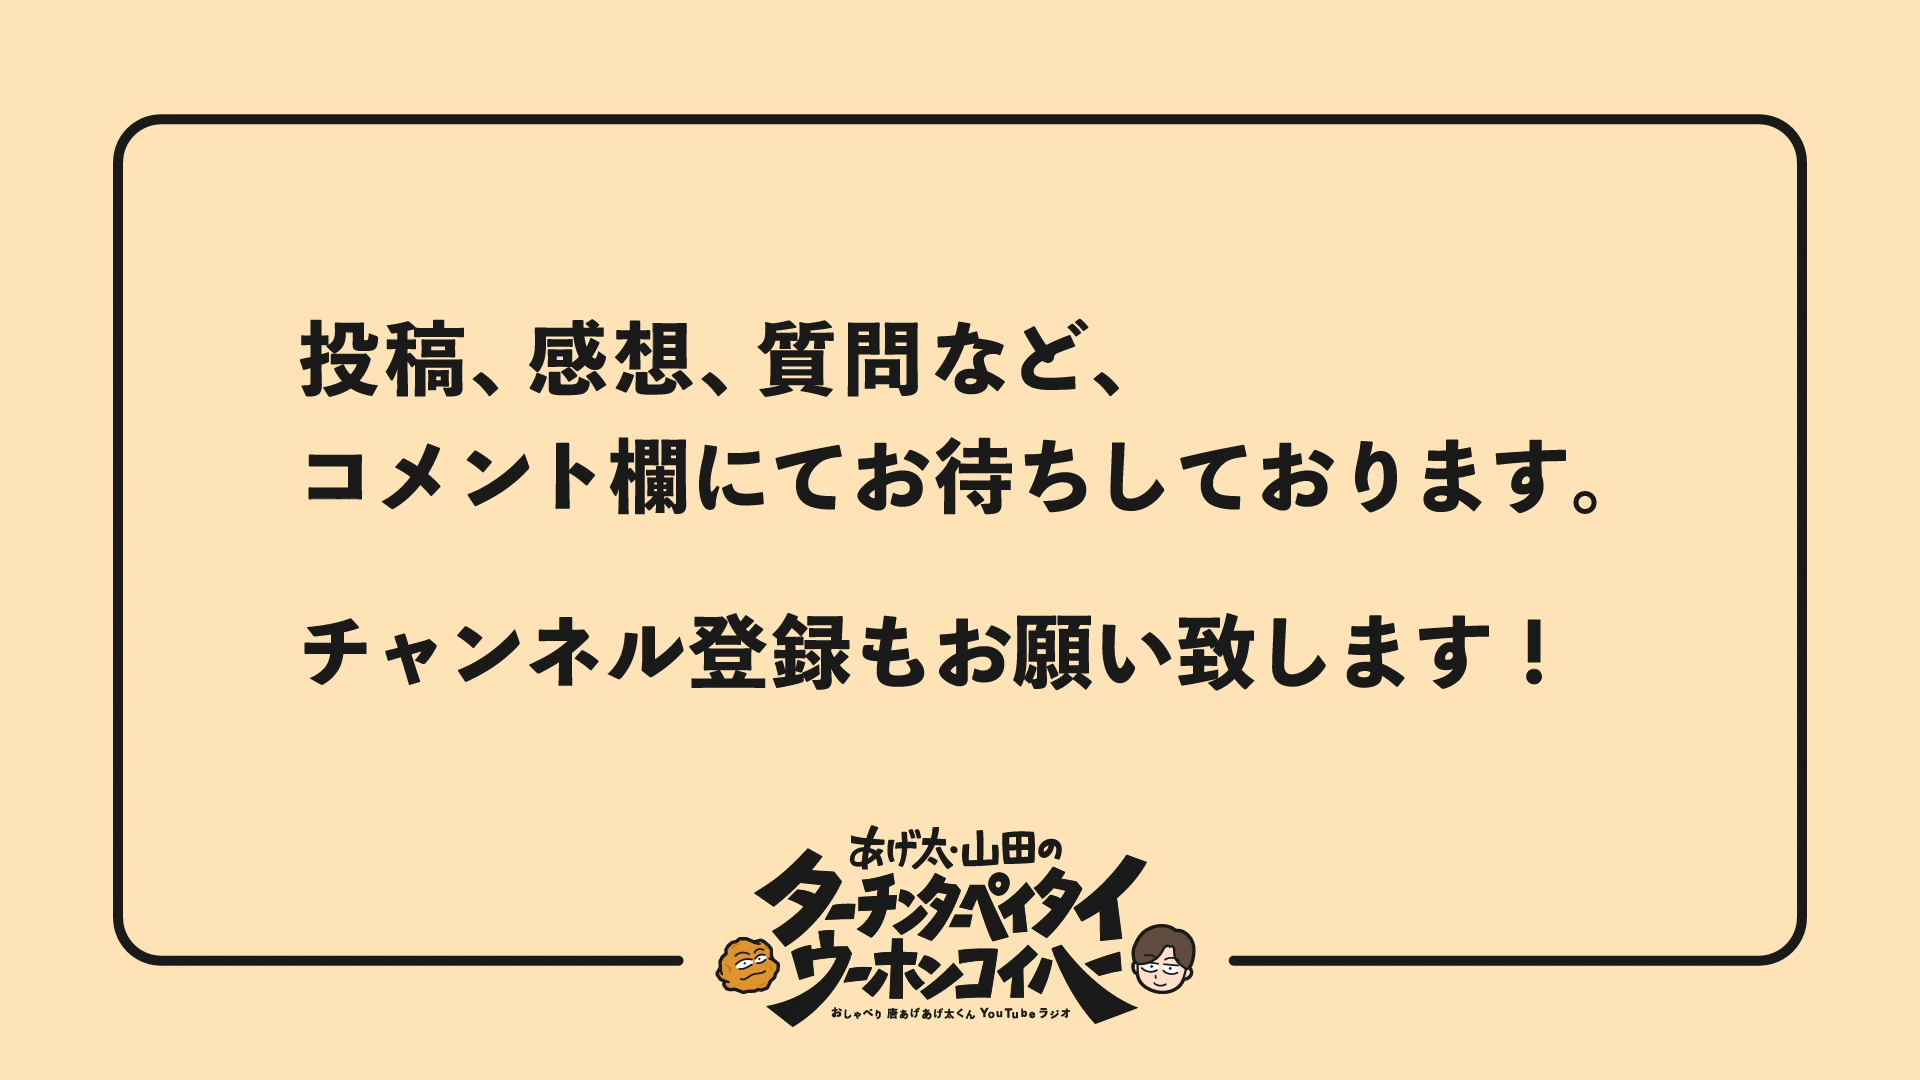 投稿、感想、質問など、
コメント欄にてお待ちしております。
チャンネル登録もお願い致します！
あげ太・山田の
ターチンターペイタイ
ウーホンコイハー
おしゃべり 唐あげあげ太くん YouTubeラジオ